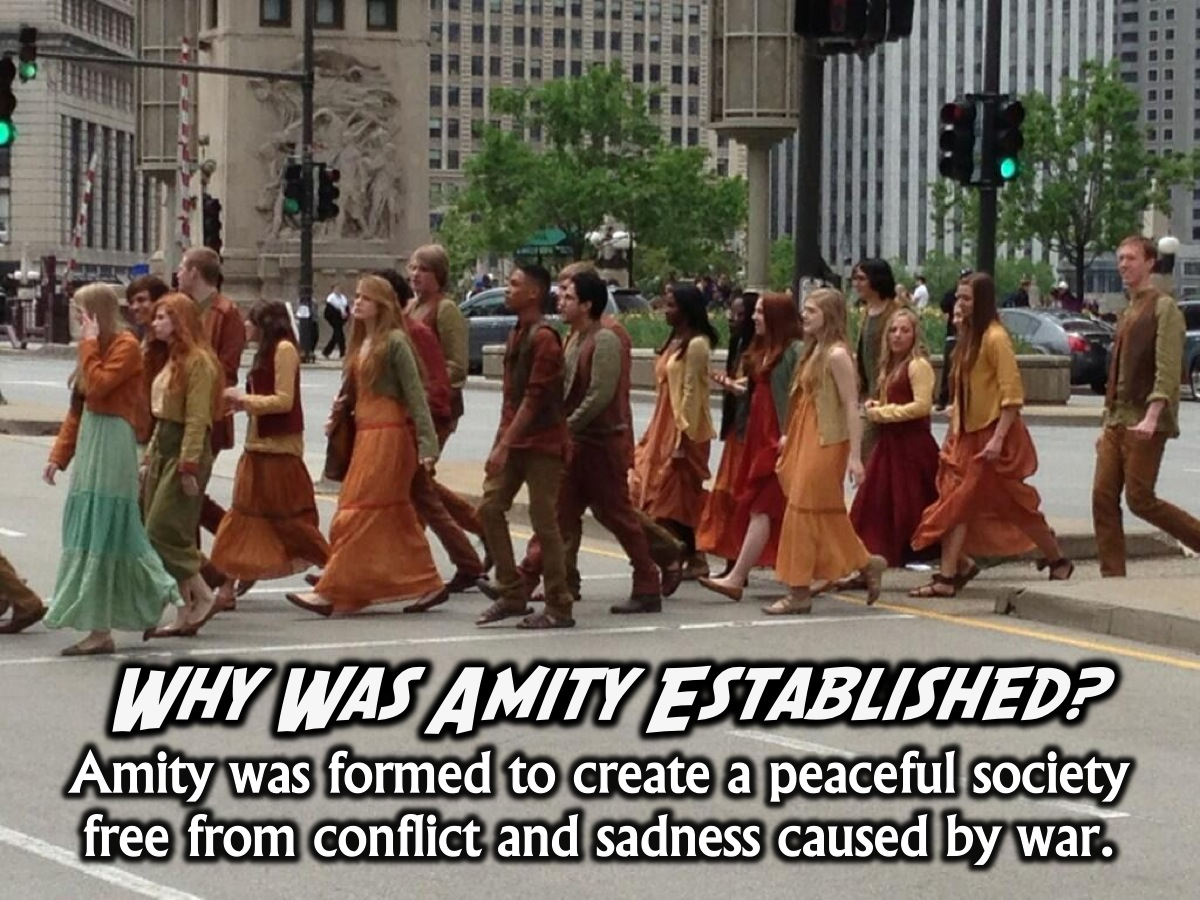 Why Was Amity Established?
Amity was formed to create a peaceful society
free from conflict and sadness caused by war.